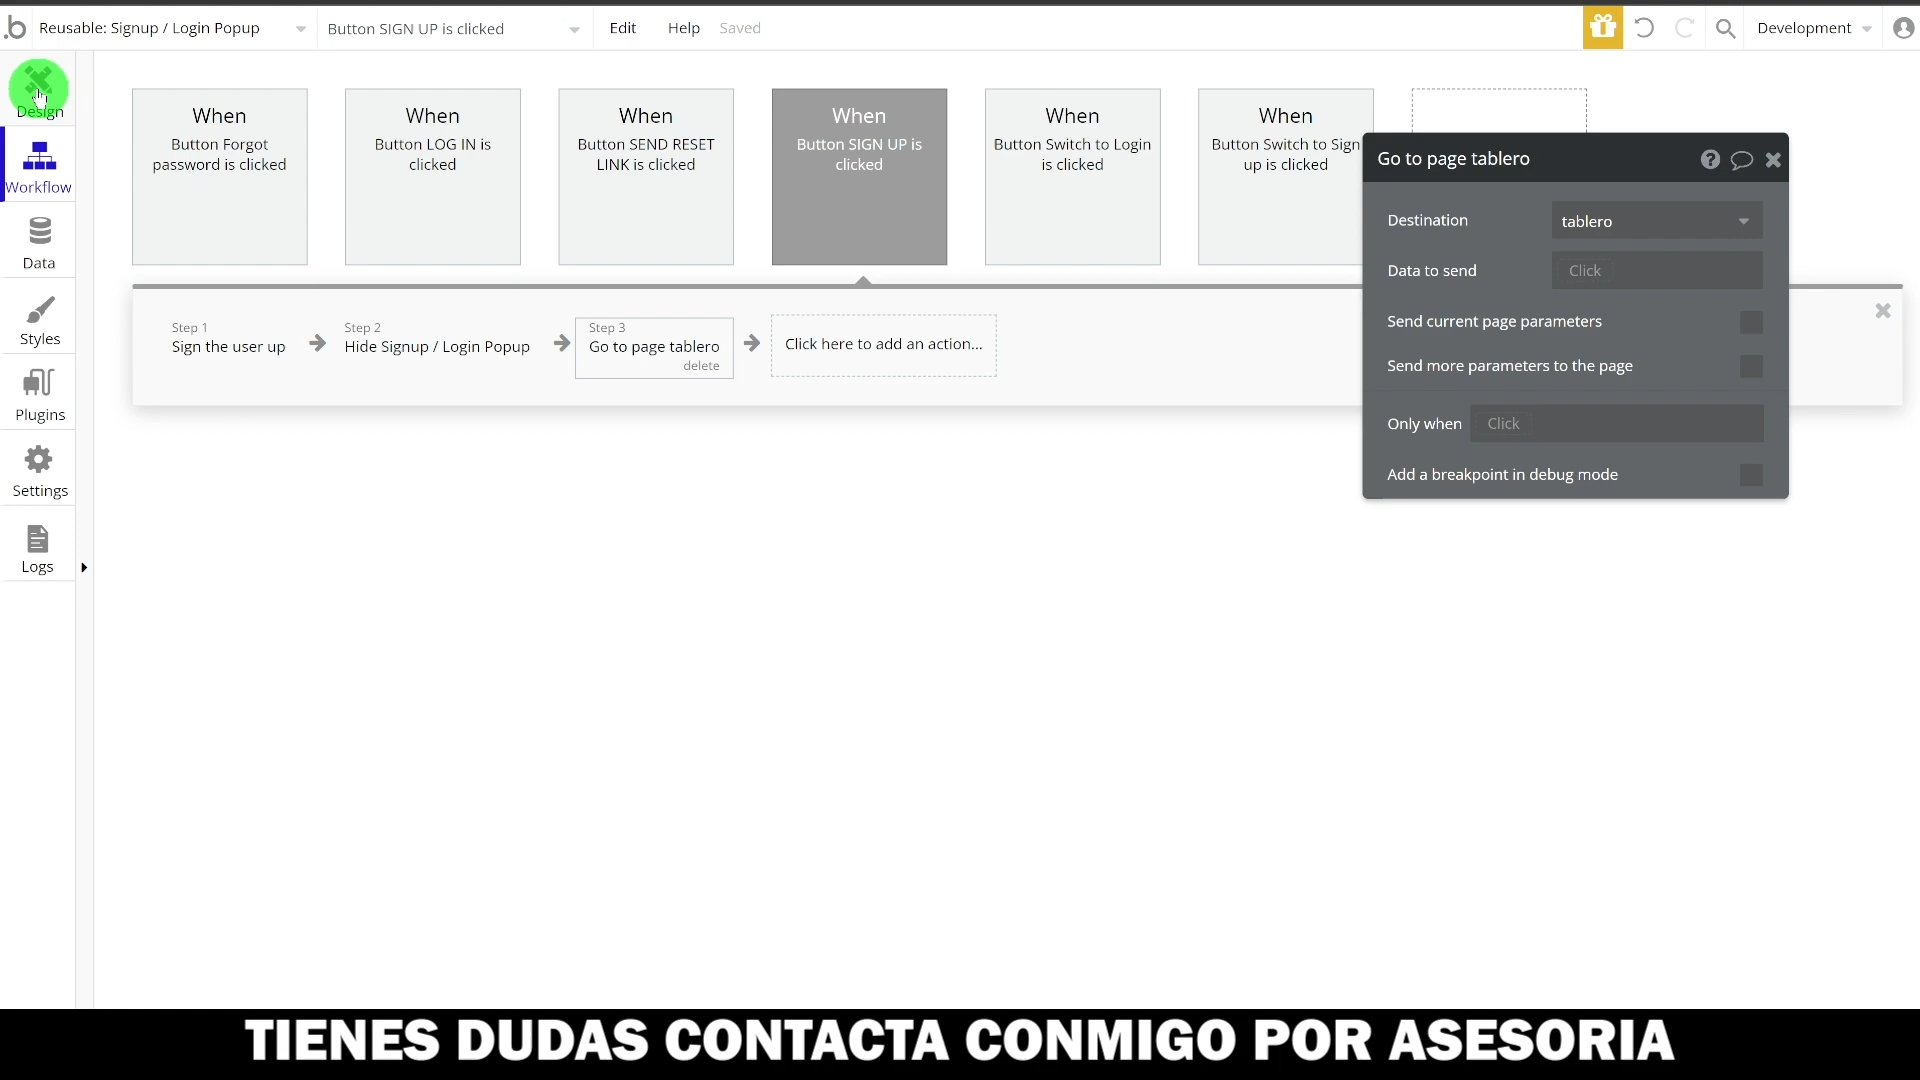 Reusable: Signup / Login Popup
Button SIGN UP is clicked
Edit
Help
Saved
Development
Design
Workflow
Data
Styles
Plugins
Settings
Logs
When
Button Forgot
password is clicked
When
Button LOG IN is
clicked
When
Button SEND RESET
LINK is clicked
When
Button SIGN UP is
clicked
When
Button Switch to Login
is clicked
When
Button Switch to Sign
up is clicked
Step 1
Sign the user up
Step 2
Hide Signup / Login Popup
Step 3
Go to page tablero
delete
Click here to add an action...
Go to page tablero
Destination
tablero
Data to send
Click
Send current page parameters
Send more parameters to the page
Only when
Click
Add a breakpoint in debug mode
TIENES DUDAS CONTACTA CONMIGO POR ASESORIA